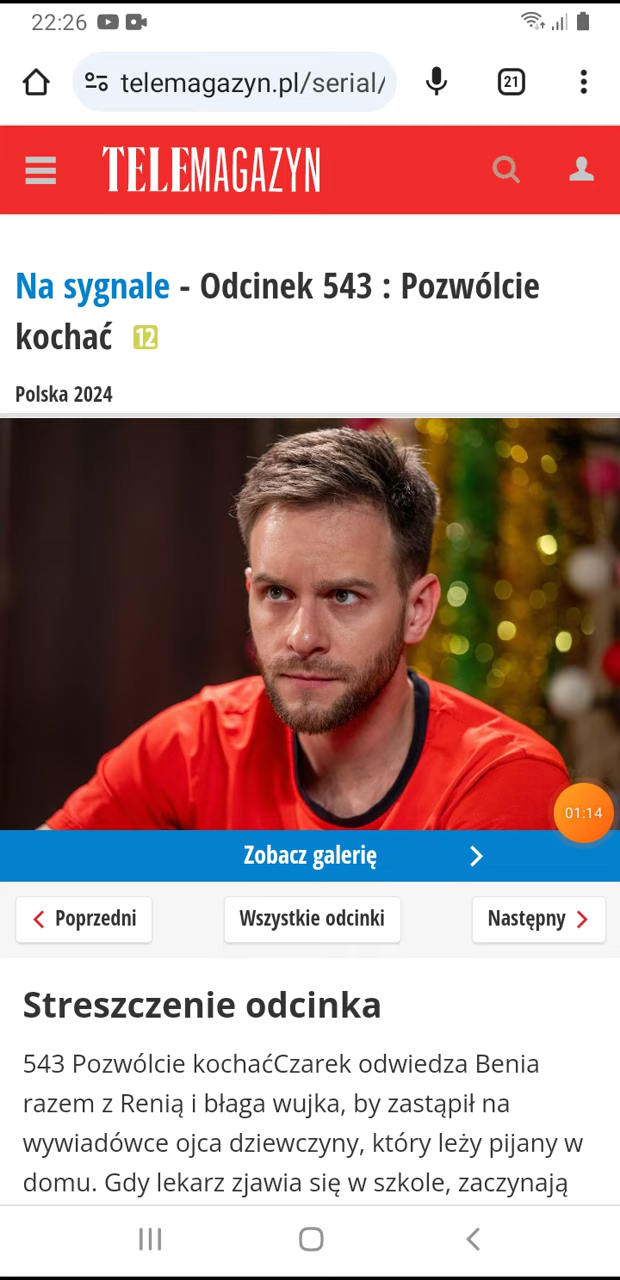 22:26
telemagazyn.pl/serial/
21
TELEMAGAZYN
Na sygnale - Odcinek 543 : Pozwólcie
kochać 12
Polska 2024
01:14
Zobacz galerię
Poprzedni
Wszystkie odcinki
Następny
Streszczenie odcinka
543 Pozwólcie kochaćCzarek odwiedza Benia
razem z Renią i błaga wujka, by zastąpił na
wywiadówce ojca dziewczyny, który leży pijany w
domu. Gdy lekarz zjawia się w szkole, zaczynają